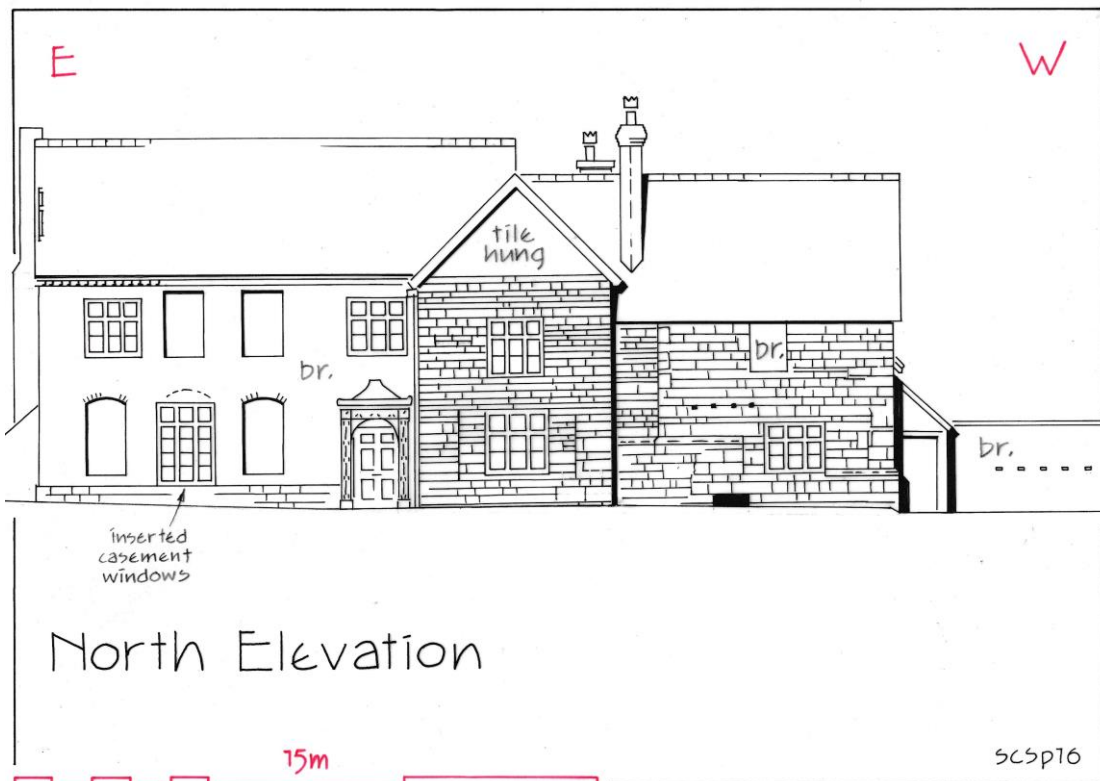 E
W
tile
hung
br.
br.
br.
inserted
casement
windows
North Elevation
15m
scsp16